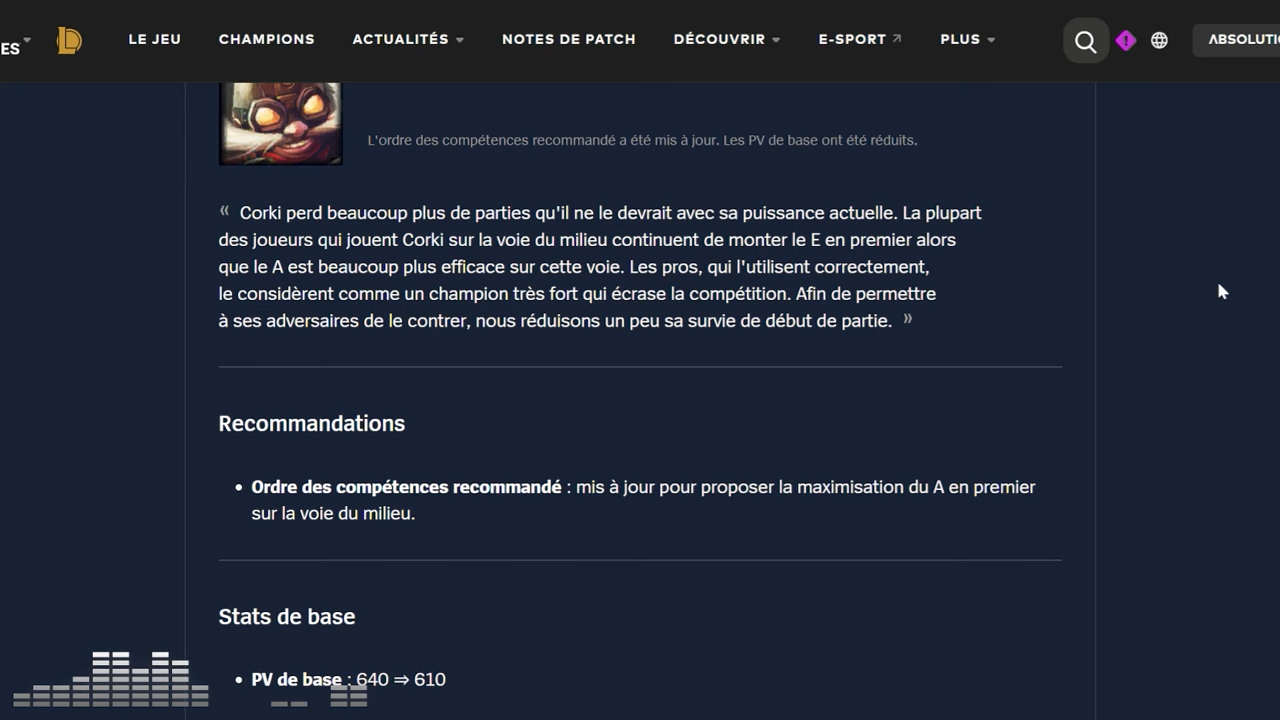 ES
LE JEU CHAMPIONS ACTUALITÉS NOTES DE PATCH DÉCOUVRIR E-SPORT PLUS
L'ordre des compétences recommandé a été mis à jour. Les PV de base ont été réduits.
« Corki perd beaucoup plus de parties qu'il ne le devrait avec sa puissance actuelle. La plupart
des joueurs qui jouent Corki sur la voie du milieu continuent de monter le E en premier alors
que le A est beaucoup plus efficace sur cette voie. Les pros, qui l'utilisent correctement,
le considèrent comme un champion très fort qui écrase la compétition. Afin de permettre
à ses adversaires de le contrer, nous réduisons un peu sa survie de début de partie. »
Recommandations
• Ordre des compétences recommandé : mis à jour pour proposer la maximisation du A en premier
sur la voie du milieu.
Stats de base
• PV de base : 640 ⇒ 610